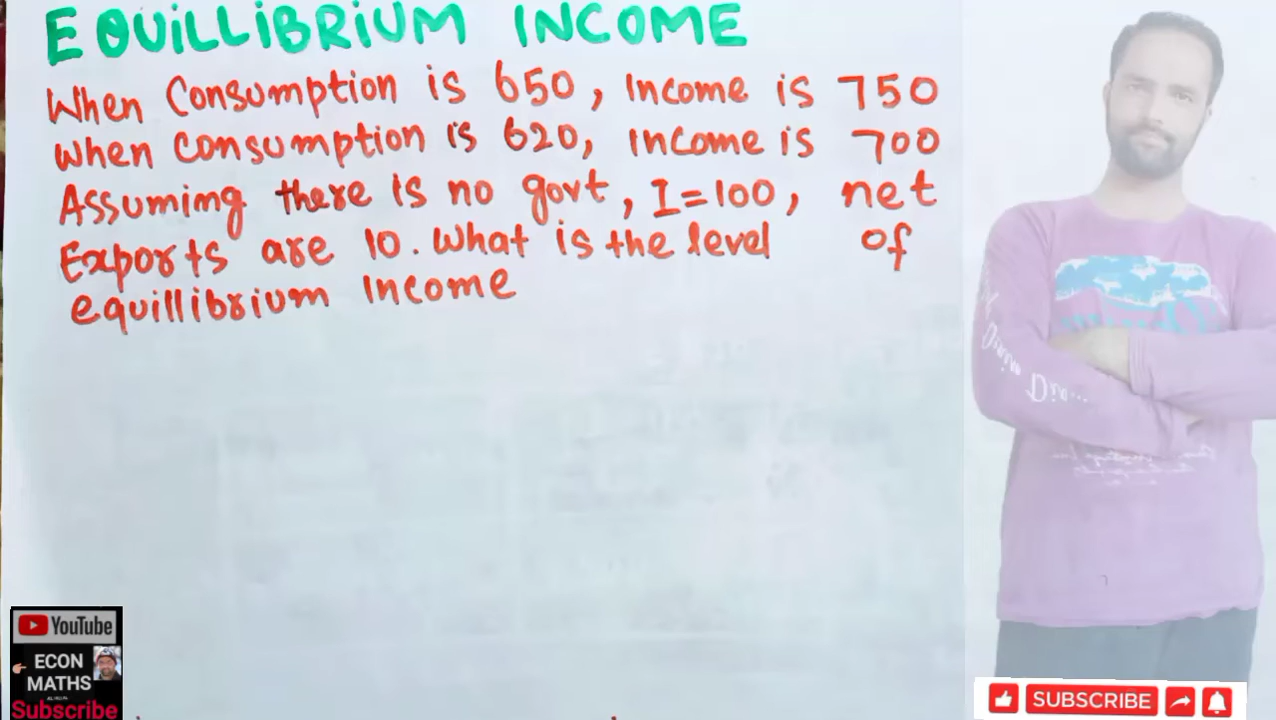 EQUILLIBRIUM INCOME
When Consumption is 650, Income is 750
When consumption is 620, Income is 700
Assuming there is no govt, I=100, net
Exports are 10. What is the level of
equillibrium Income
YouTube
ECON
MATHS
Subscribe
SUBSCRIBE